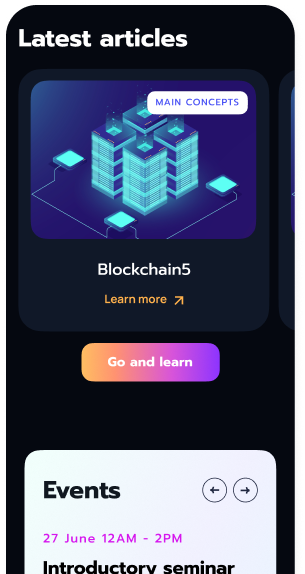 Latest articles
MAIN CONCEPTS
Blockchain5
Learn more
Go and learn
Events
27 June 12AM - 2PM
Introductory seminar